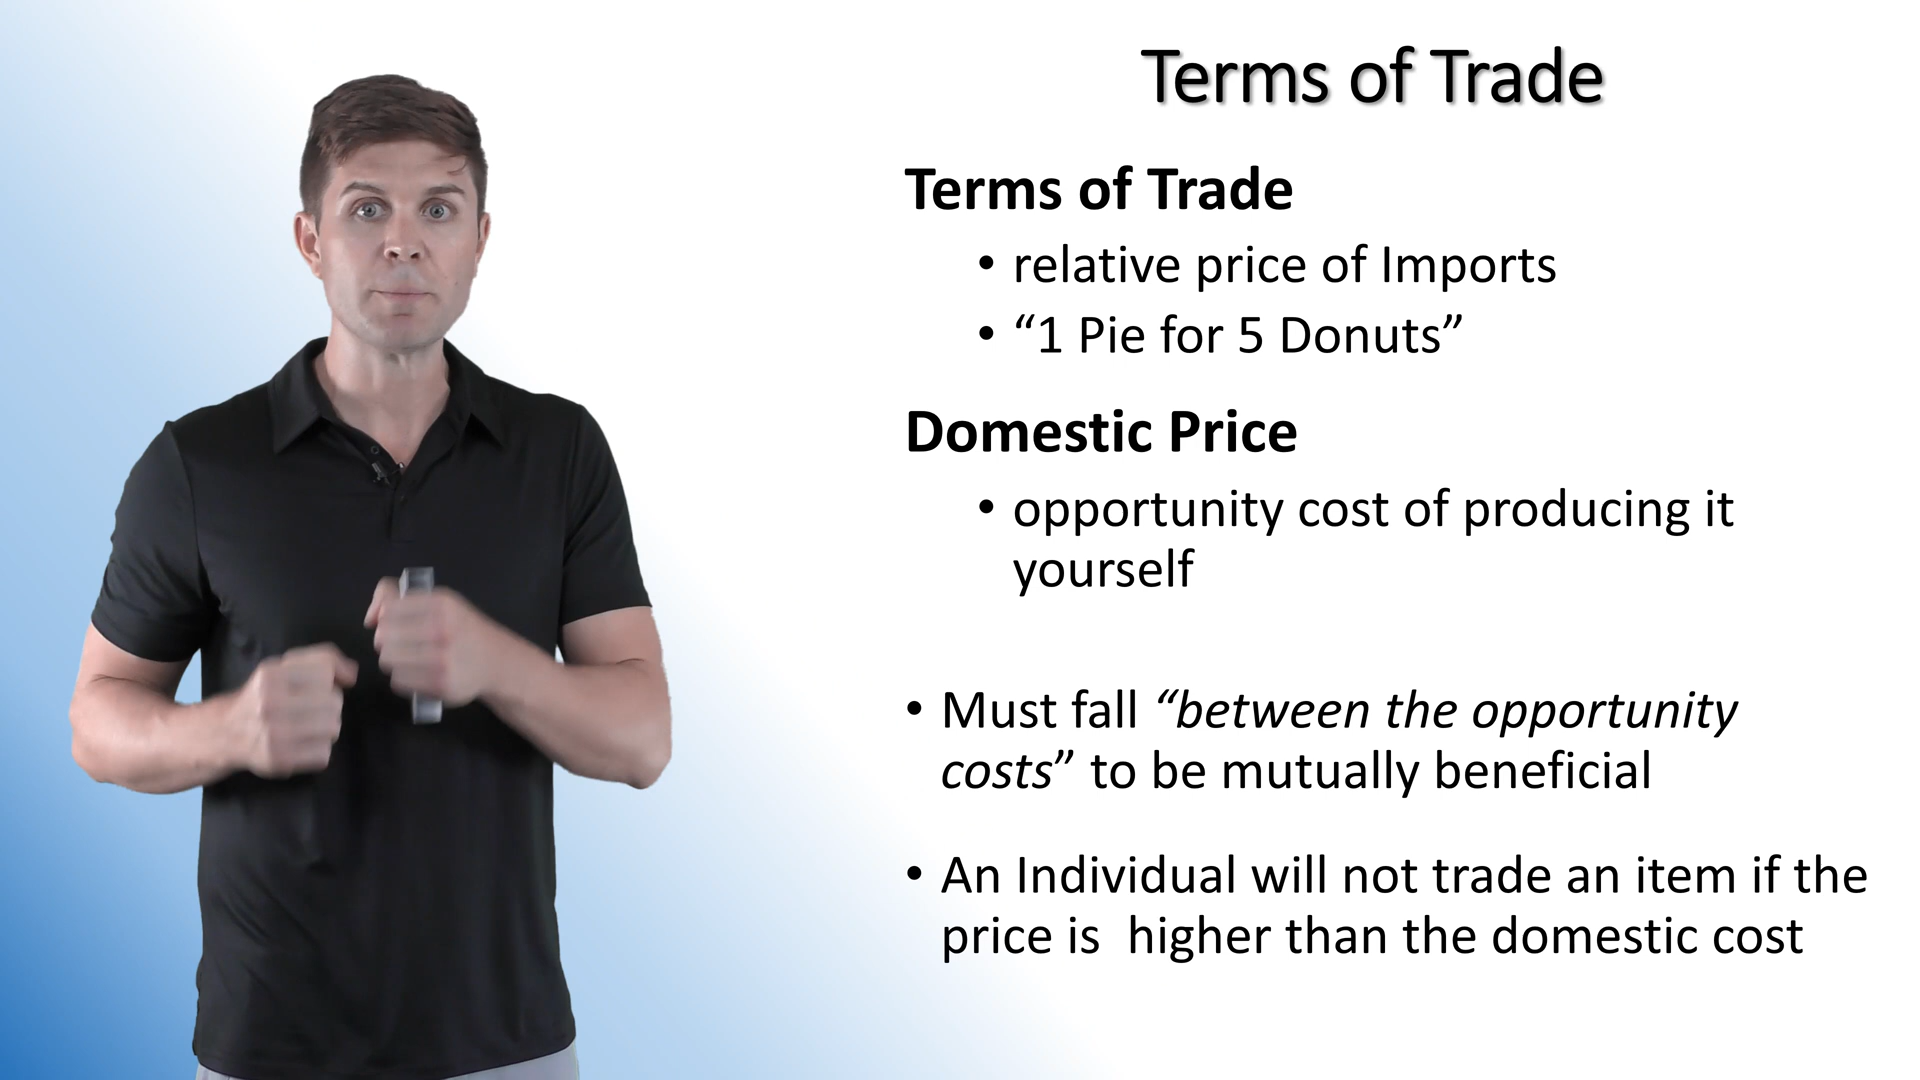 Terms of Trade
Terms of Trade
• relative price of Imports
• “1 Pie for 5 Donuts”
Domestic Price
• opportunity cost of producing it
yourself
• Must fall “between the opportunity
costs” to be mutually beneficial
• An Individual will not trade an item if the
price is  higher than the domestic cost